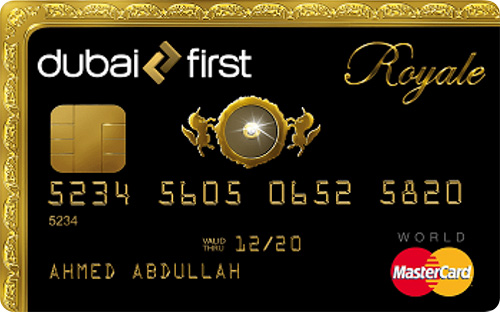 dubai first
Royale
5234 5605 0652 5820
5234
VALID THRU 12/20
AHMED ABDULLAH
WORLD
MasterCard